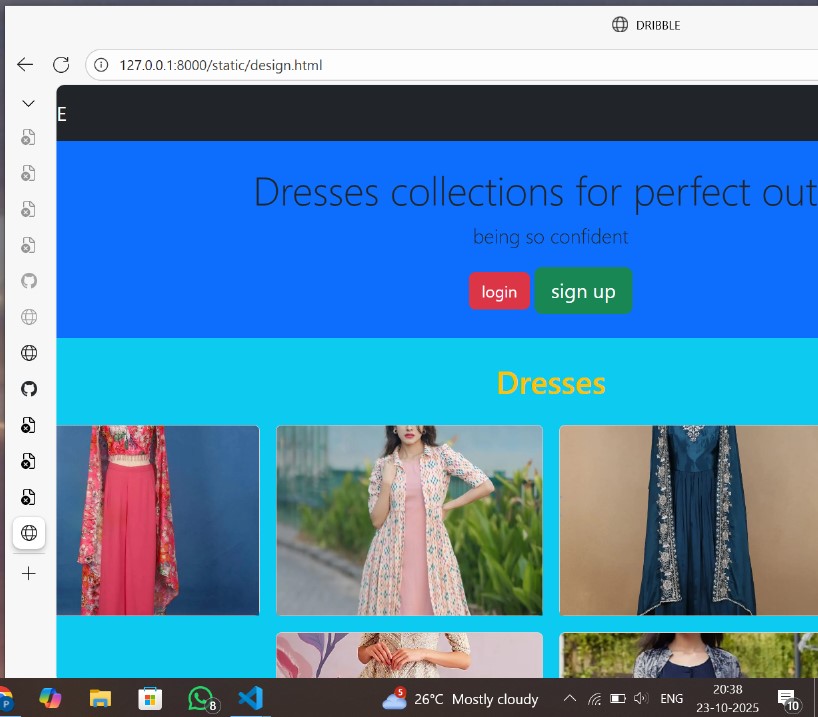 DRIBBLE
127.0.0.1:8000/static/design.html
E
Dresses collections for perfect out
being so confident
login
sign up
Dresses
P
8
5
26°C Mostly cloudy
ENG
20:38
23-10-2025
10